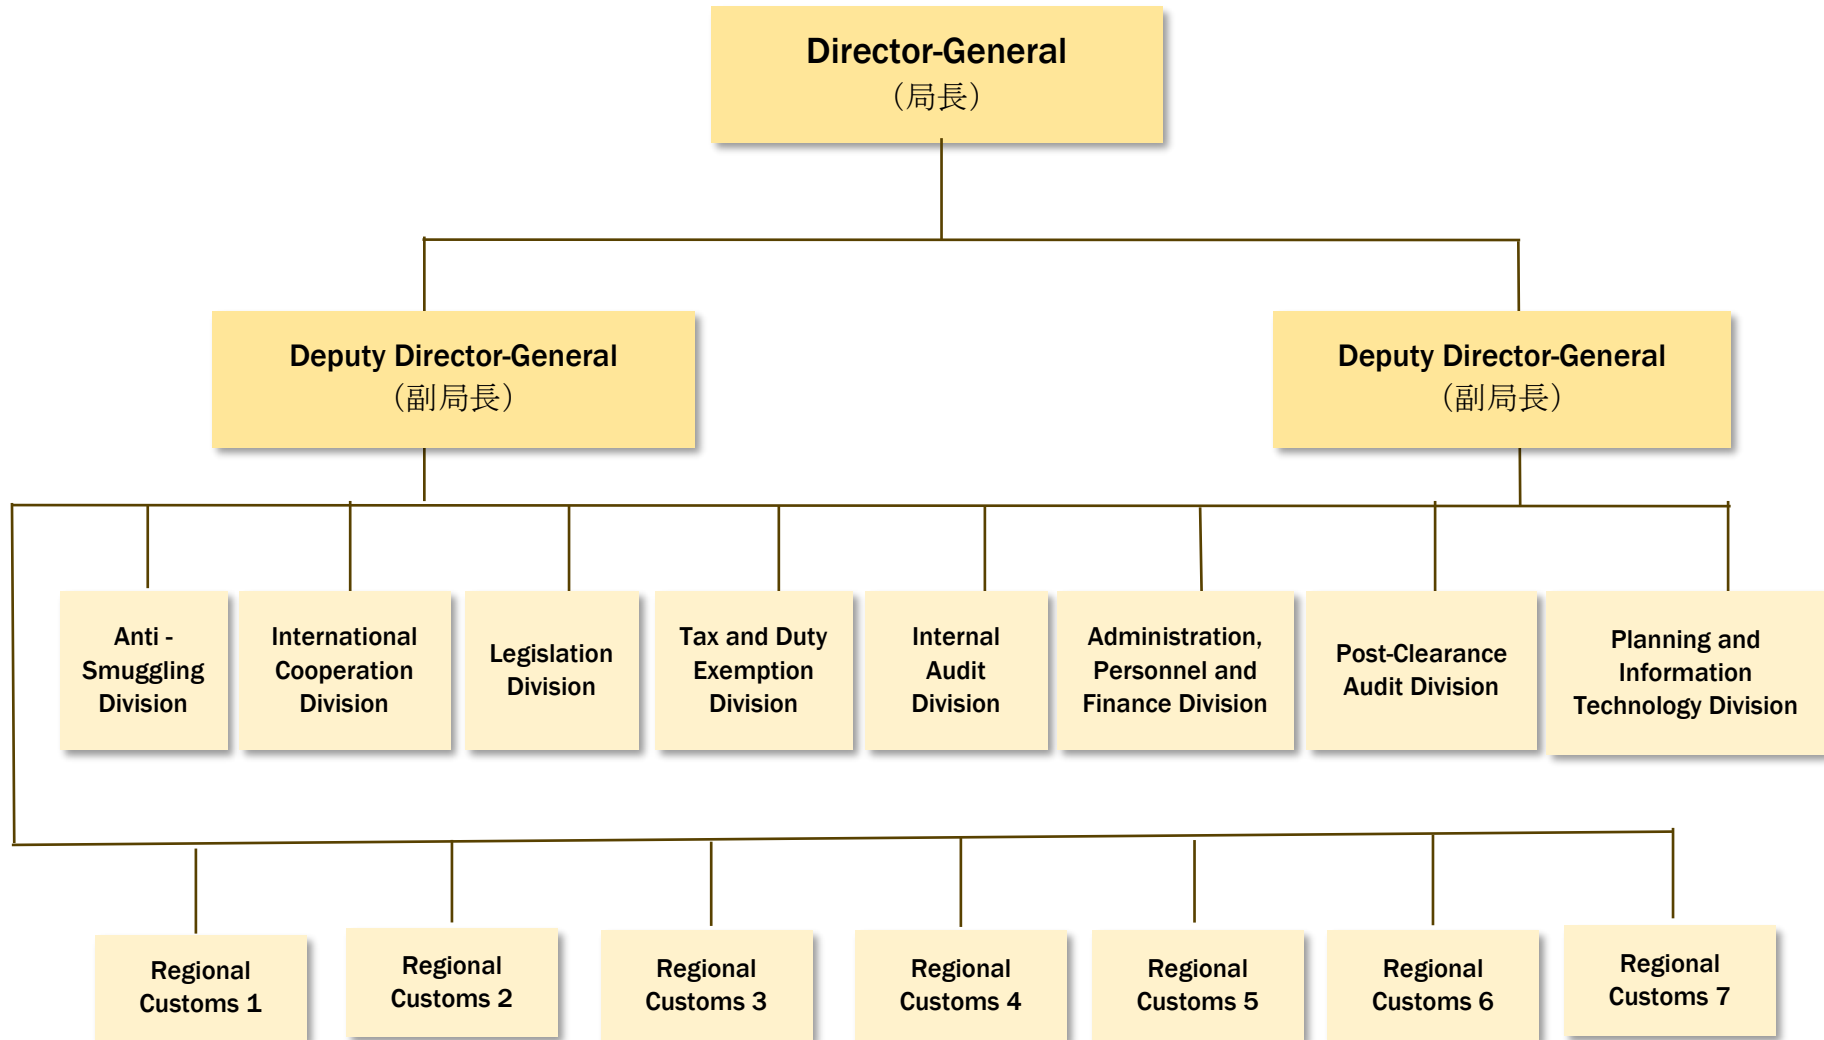 Director-General
（局長）
Deputy Director-General
（副局長）
Deputy Director-General
（副局長）
Anti -
Smuggling
Division
International
Cooperation
Division
Legislation
Division
Tax and Duty
Exemption
Division
Internal
Audit
Division
Administration,
Personnel and
Finance Division
Post-Clearance
Audit Division
Planning and
Information
Technology Division
Regional
Customs 1
Regional
Customs 2
Regional
Customs 3
Regional
Customs 4
Regional
Customs 5
Regional
Customs 6
Regional
Customs 7